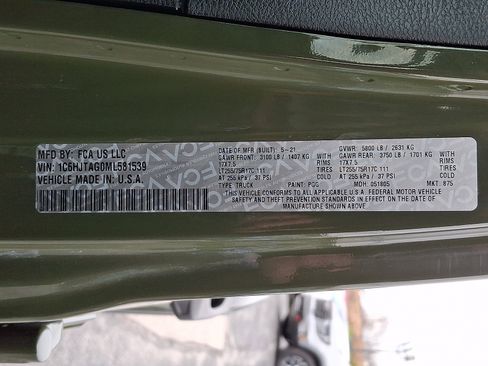 MFD BY: FCA US LLC
VIN: 1C6HJTAG0ML581539
VEHICLE MADE IN: U.S.A.
DATE OF MFR (BUILT): 5-21
GAWR FRONT: 3100 LB / 1407 KG
17X7.5 RIMS
LT255/75R17C 111 TIRES
AT 255 kPa / 37 PSI COLD
TYPE: TRUCK PAINT: PGG
GVWR: 5800 LB / 2631 KG
GAWR REAR: 3750 LB / 1701 KG
17X7.5 RIMS
LT255/75R17C 111 TIRES
AT 255 kPa / 37 PSI COLD
MOH: 051805 MKT: 875
THIS VEHICLE CONFORMS TO ALL APPLICABLE U.S.A. FEDERAL MOTOR VEHICLE
SAFETY AND THEFT PREVENTION STANDARDS IN EFFECT ON THE DATE OF
MANUFACTURE SHOWN ABOVE.